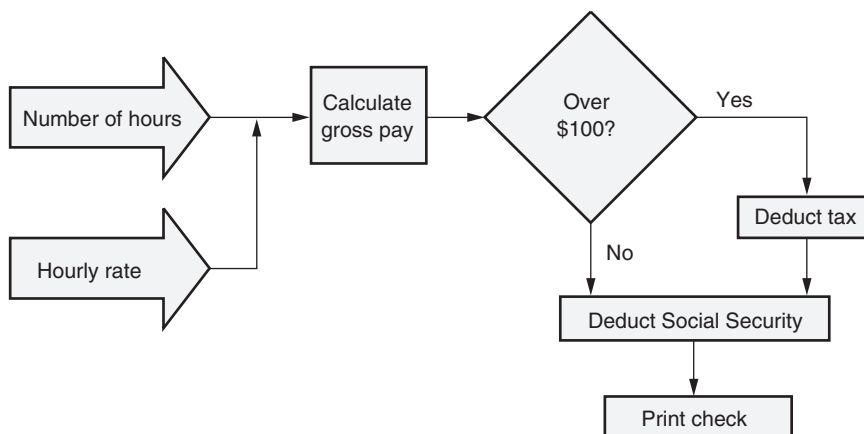 Number of hours
Calculate
gross pay
Over
$100?
Yes
Deduct tax
Hourly rate
No
Deduct Social Security
Print check